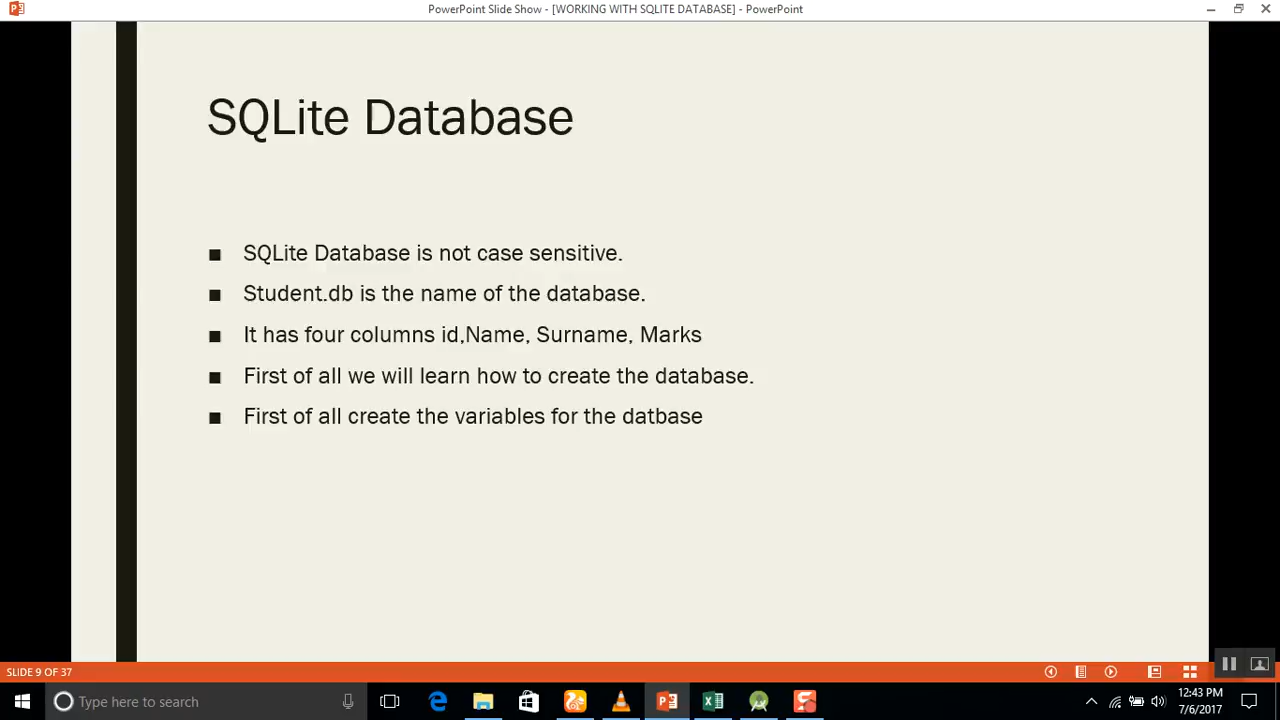 PowerPoint Slide Show - [WORKING WITH SQLITE DATABASE] - PowerPoint
SQLite Database
SQLite Database is not case sensitive.
Student.db is the name of the database.
It has four columns id,Name, Surname, Marks
First of all we will learn how to create the database.
First of all create the variables for the datbase
SLIDE 9 OF 37
Type here to search
12:43 PM
7/6/2017